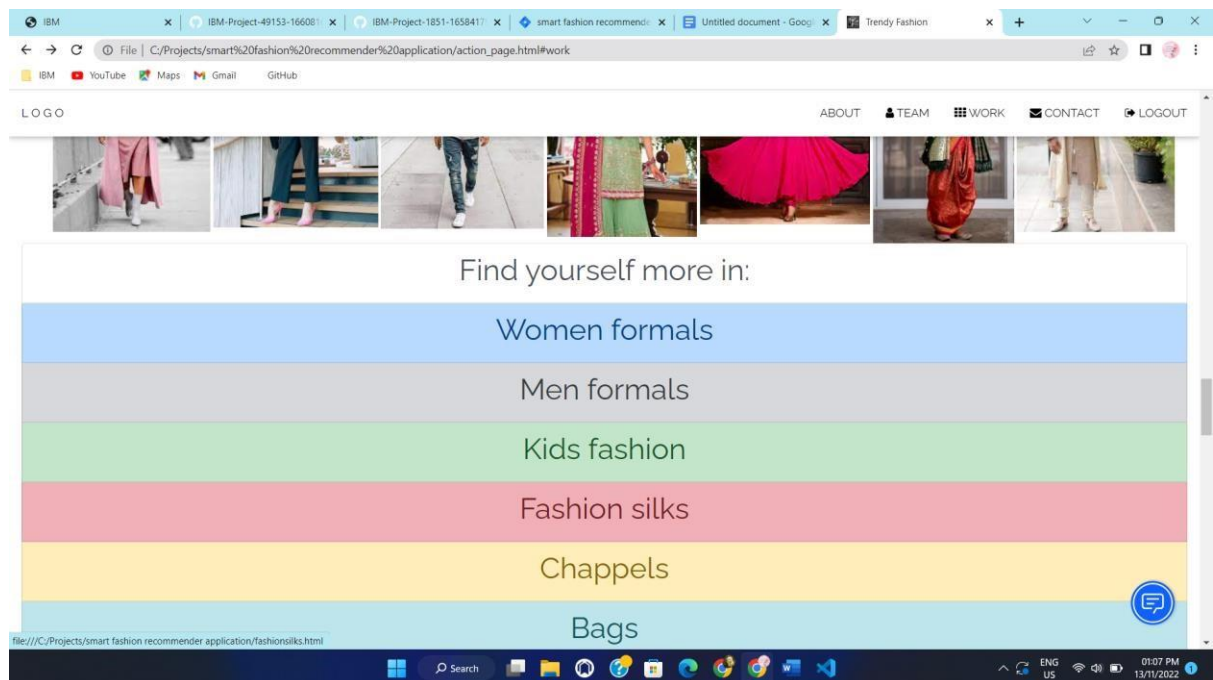 IBM
IBM-Project-49153-16608
IBM-Project-1851-1658417
smart fashion recommende
Untitled document - Googl
Trendy Fashion
File | C:/Projects/smart%20fashion%20recommender%20application/action_page.html#work
IBM YouTube Maps Gmail GitHub
LOGO
ABOUT TEAM WORK CONTACT LOGOUT
Find yourself more in:
Women formals
Men formals
Kids fashion
Fashion silks
Chappels
Bags
file:///C:/Projects/smart fashion recommender application/fashionsilks.html
Search
ENG
US
01:07 PM
13/11/2022
1